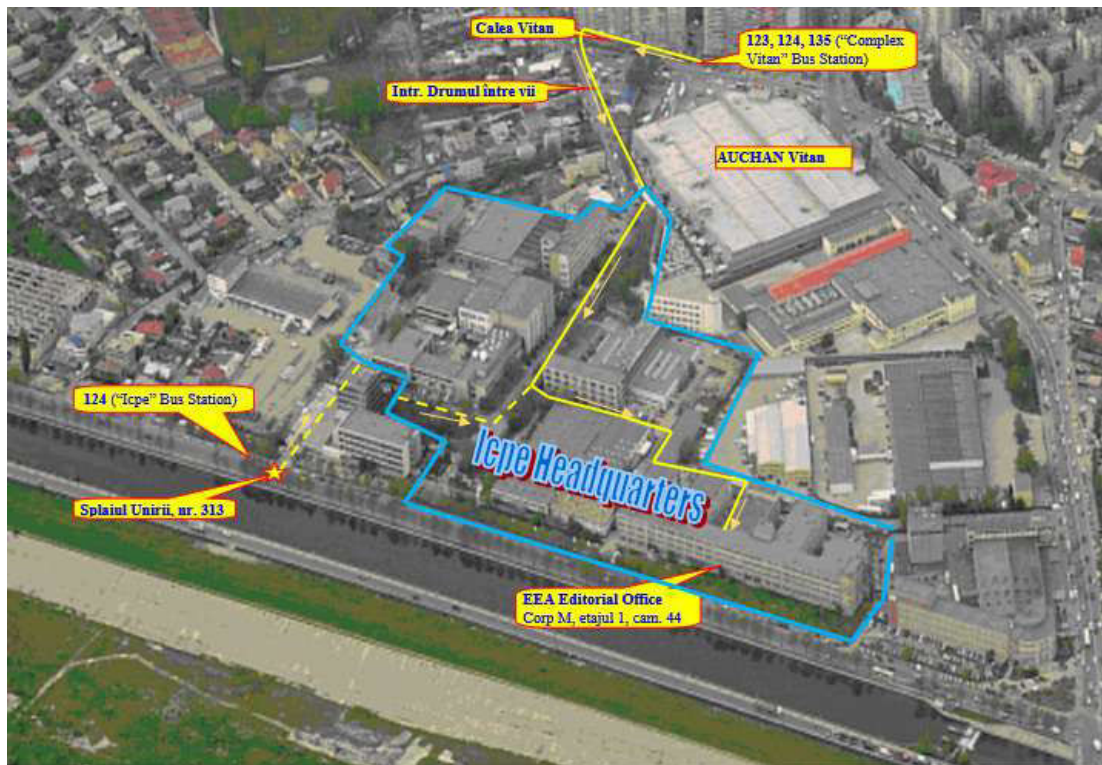 Calea Vitan
123, 124, 135 (“Complex
Vitan” Bus Station)
Intr. Drumul între vii
AUCHAN Vitan
124 (“Icpe” Bus Station)
Icpe Headquarters
Splaiul Unirii, nr. 313
EEA Editorial Office
Corp M, etajul 1, cam. 44